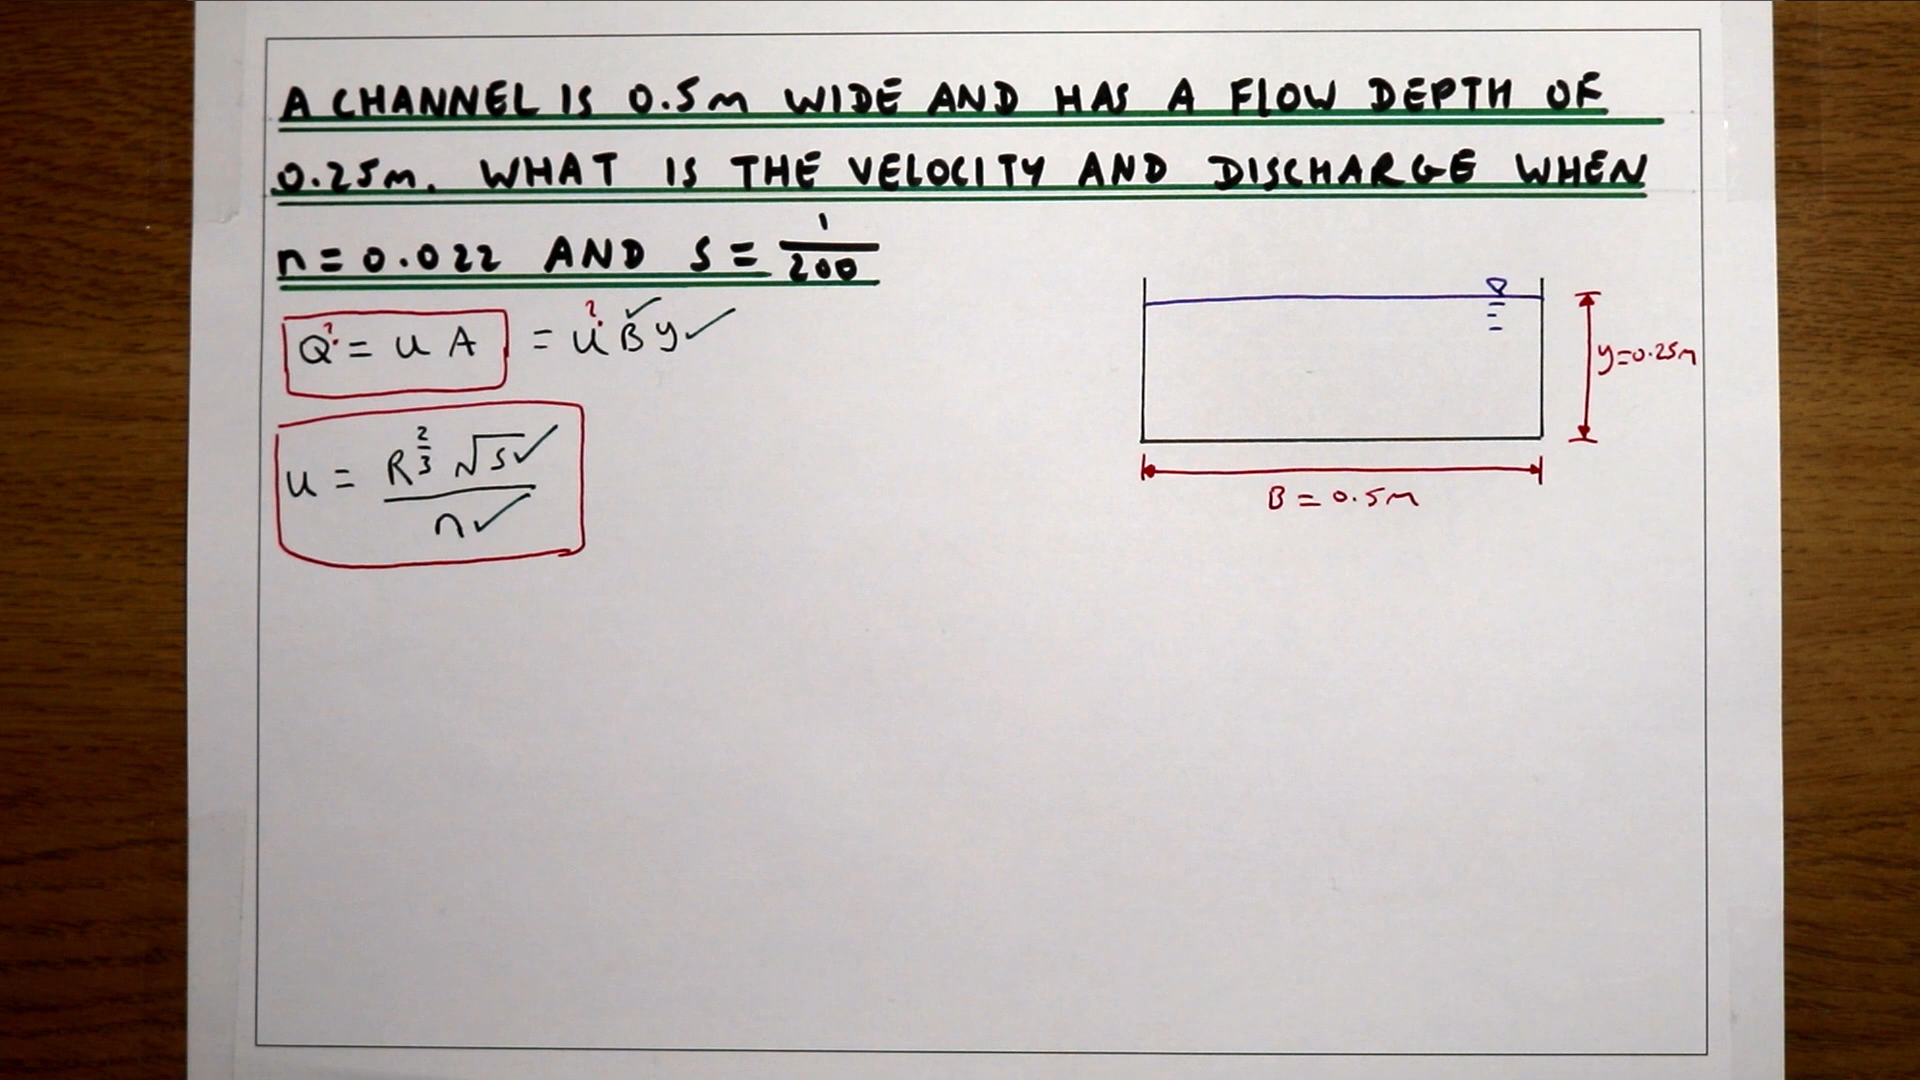 A CHANNEL IS 0.5m WIDE AND HAS A FLOW DEPTH OF
0.25m. WHAT IS THE VELOCITY AND DISCHARGE WHEN
n = 0.022 AND S = 1/200
Q? = u A = u? B ✓ y ✓
u = R^(2/3) √s ✓ / n ✓
y=0.25m
B = 0.5m